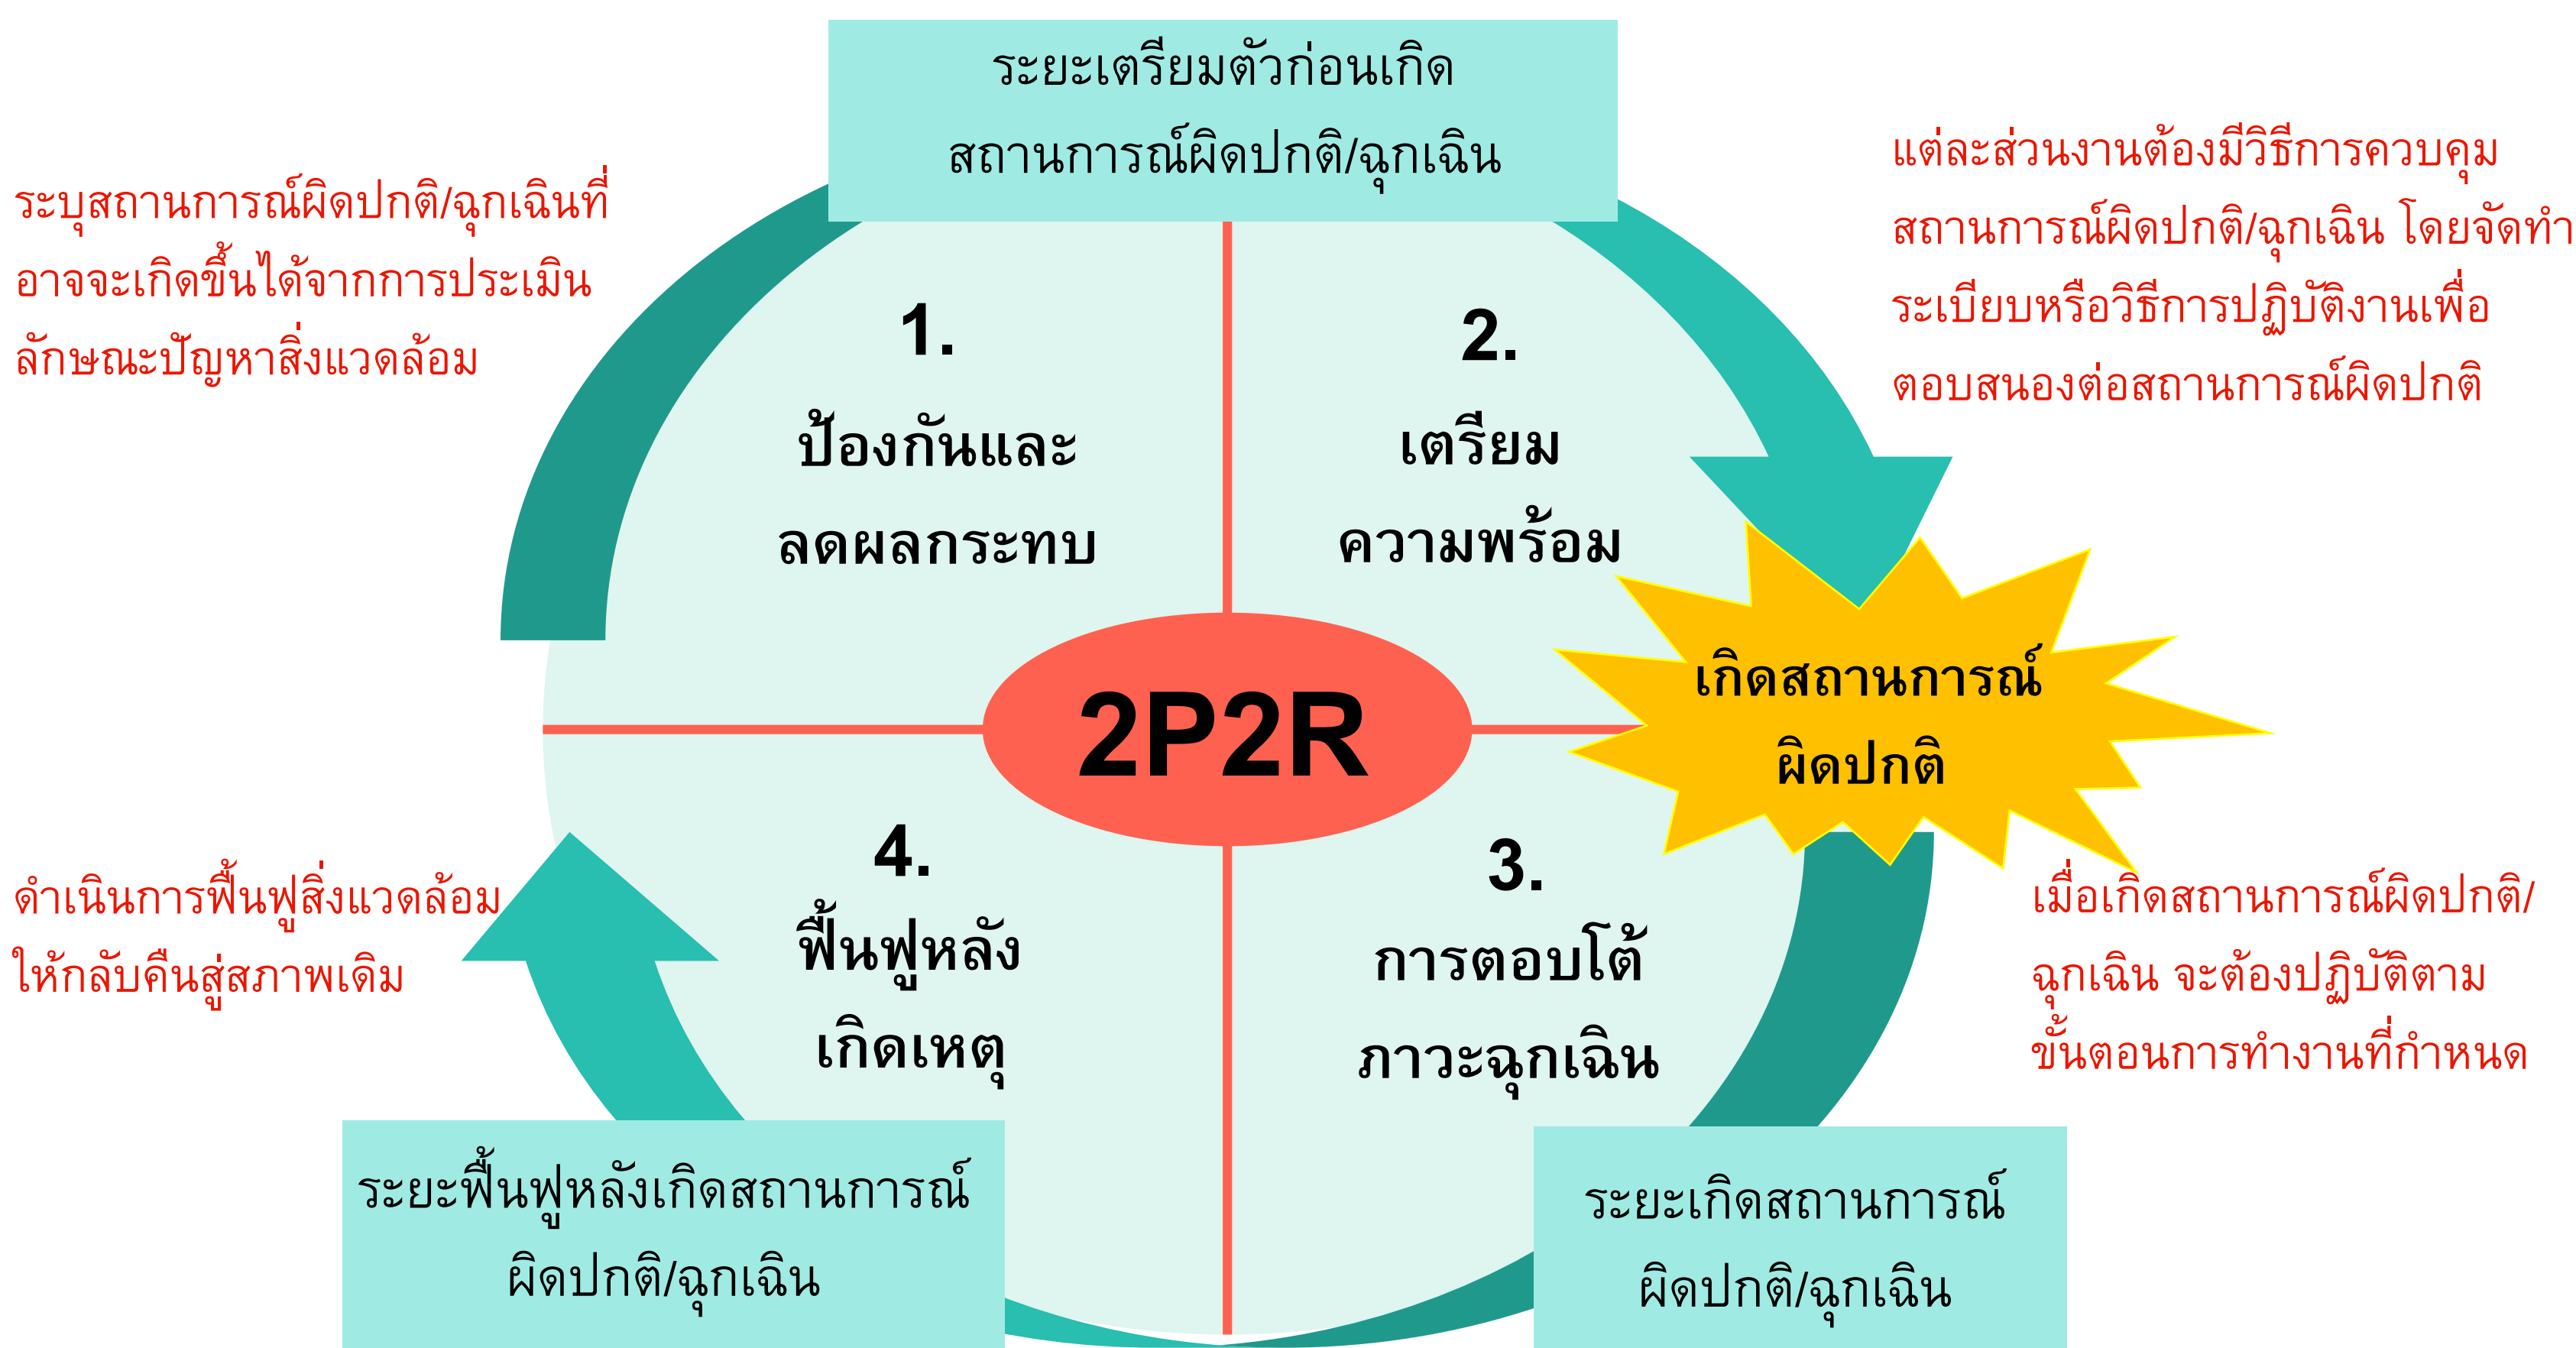 ระยะเตรียมตัวก่อนเกิด
สถานการณ์ผิดปกติ/ฉุกเฉิน
ระบุสถานการณ์ผิดปกติ/ฉุกเฉินที่
อาจจะเกิดขึ้นได้จากการประเมิน
ลักษณะปัญหาสิ่งแวดล้อม
แต่ละส่วนงานต้องมีวิธีการควบคุม
สถานการณ์ผิดปกติ/ฉุกเฉิน โดยจัดทำ
ระเบียบหรือวิธีการปฏิบัติงานเพื่อ
ตอบสนองต่อสถานการณ์ผิดปกติ
1.
ป้องกันและ
ลดผลกระทบ
2.
เตรียม
ความพร้อม
2P2R
เกิดสถานการณ์
ผิดปกติ
4.
ฟื้นฟูหลัง
เกิดเหตุ
3.
การตอบโต้
ภาวะฉุกเฉิน
ดำเนินการฟื้นฟูสิ่งแวดล้อม
ให้กลับคืนสู่สภาพเดิม
เมื่อเกิดสถานการณ์ผิดปกติ/
ฉุกเฉิน จะต้องปฏิบัติตาม
ขั้นตอนการทำงานที่กำหนด
ระยะฟื้นฟูหลังเกิดสถานการณ์
ผิดปกติ/ฉุกเฉิน
ระยะเกิดสถานการณ์
ผิดปกติ/ฉุกเฉิน